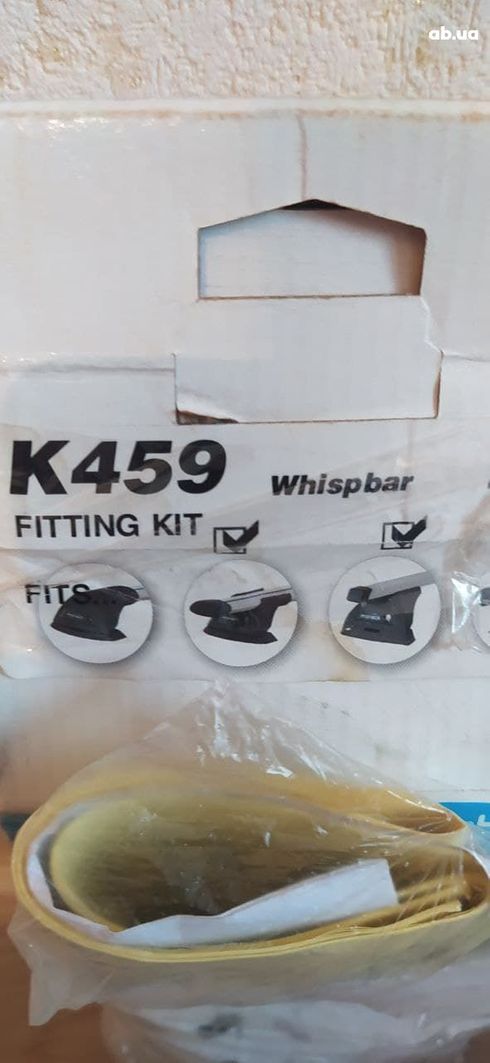 ab.ua
K459
Whispbar
FITTING KIT
FITS...